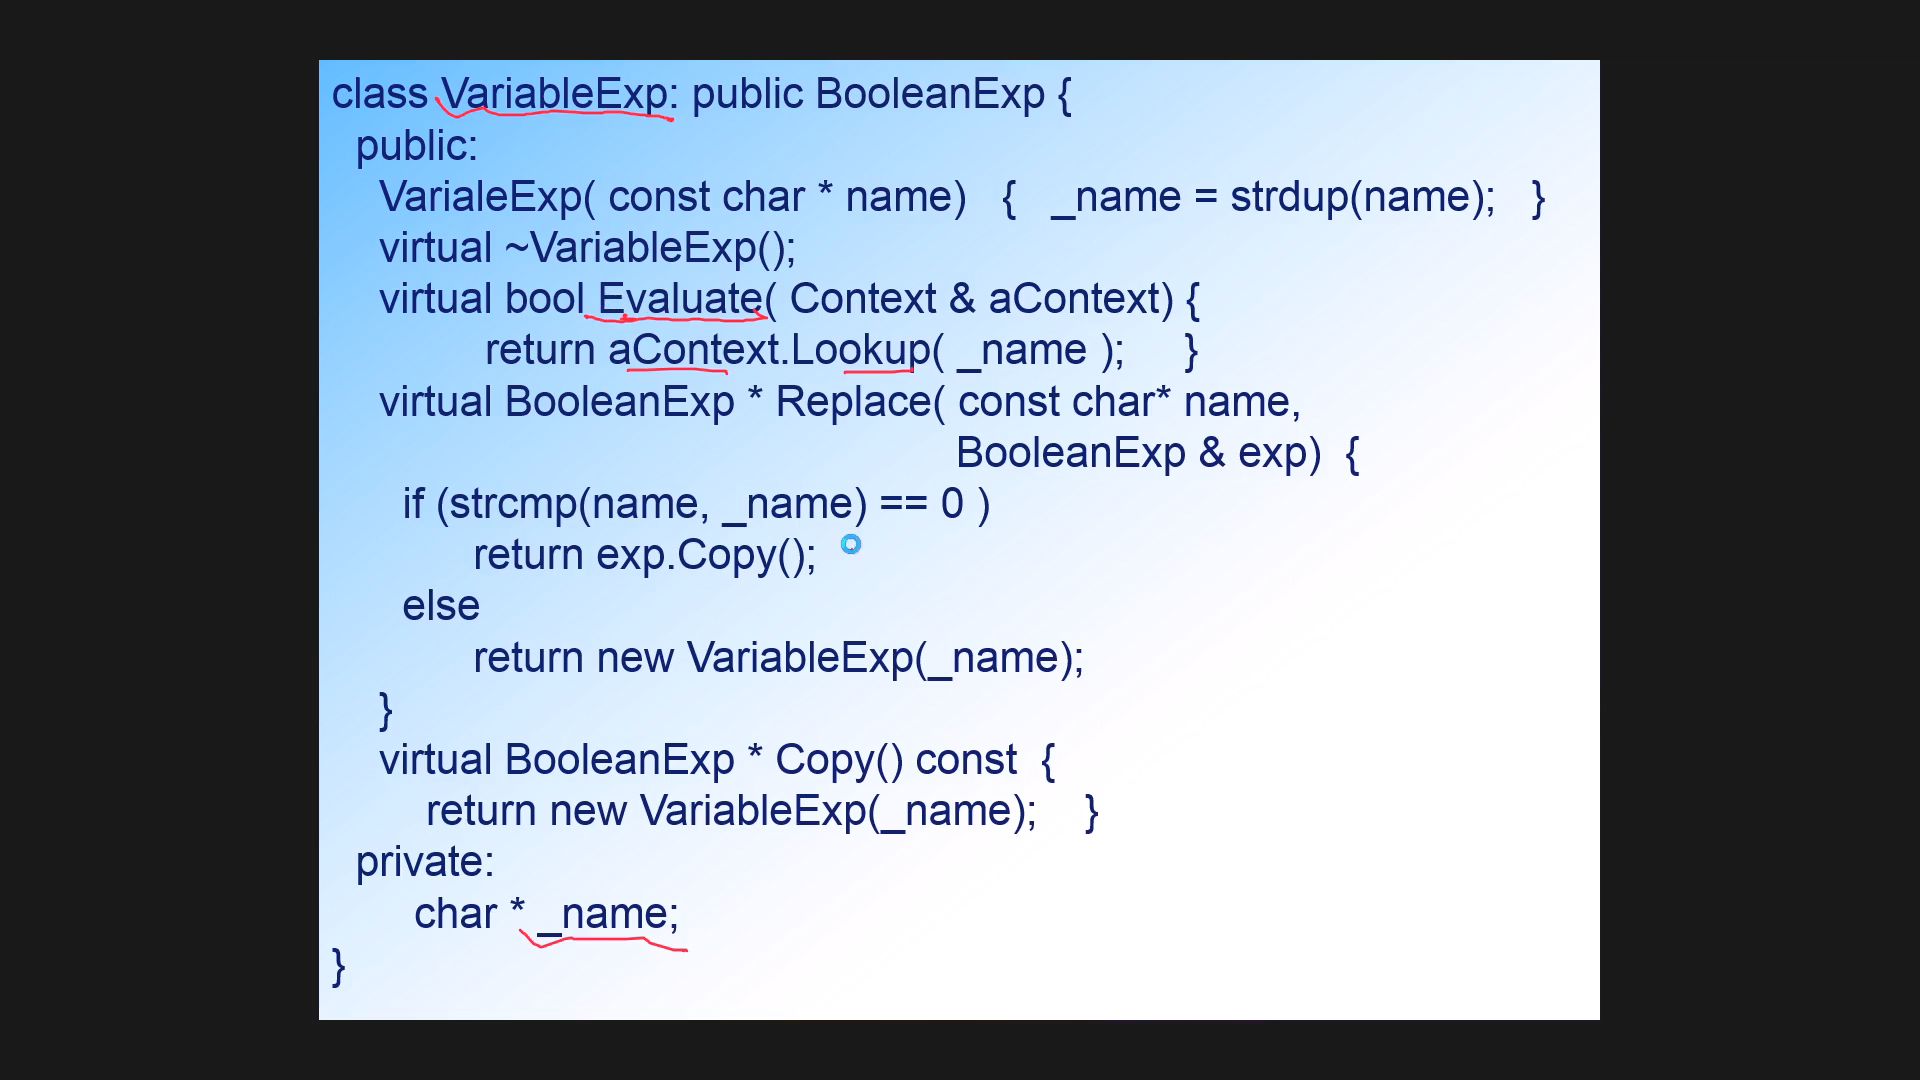 class VariableExp: public BooleanExp {
public:
VarialeExp( const char * name) { _name = strdup(name); }
virtual ~VariableExp();
virtual bool Evaluate( Context & aContext) {
return aContext.Lookup( _name ); }
virtual BooleanExp * Replace( const char* name,
BooleanExp & exp) {
if (strcmp(name, _name) == 0 )
return exp.Copy();
else
return new VariableExp(_name);
}
virtual BooleanExp * Copy() const {
return new VariableExp(_name); }
private:
char * _name;
}